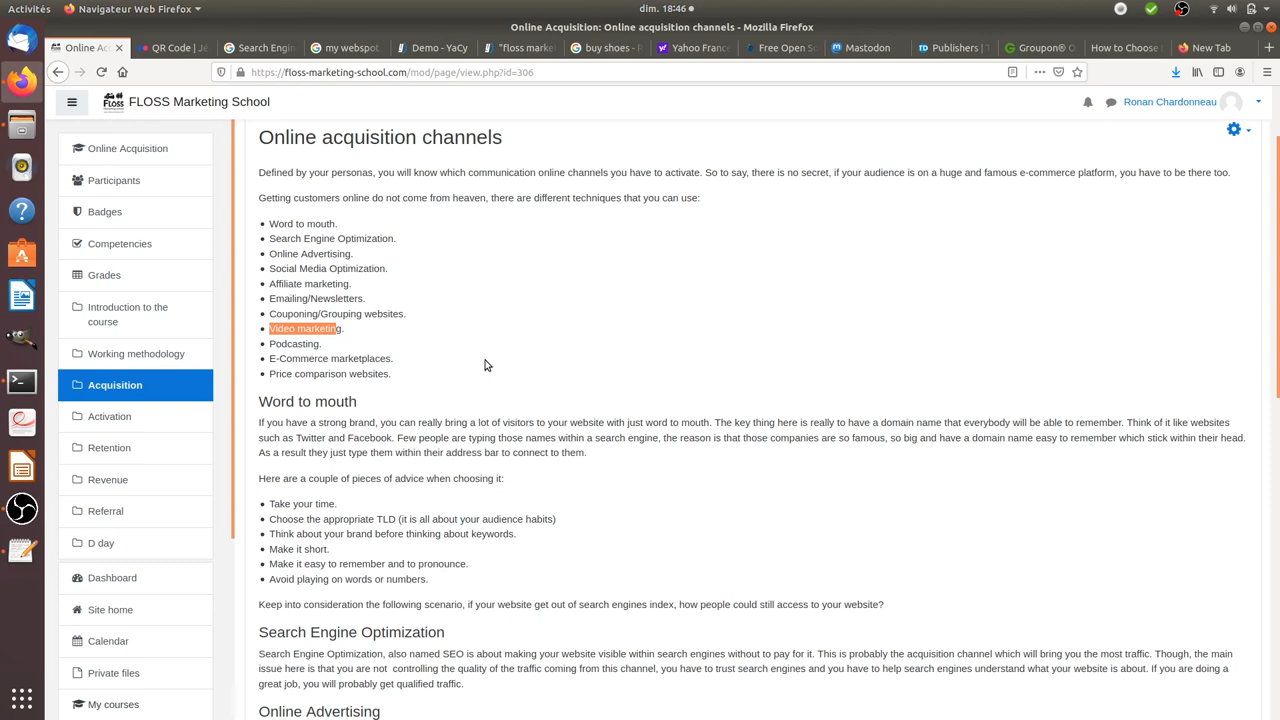 Activités
Navigateur Web Firefox
dim. 18:46
Online Acquisition: Online acquisition channels - Mozilla Firefox
Online Acq
QR Code | Jé
Search Engin
my webspot
Demo - YaCy
"floss marke
buy shoes - R
Yahoo France
Free Open So
Mastodon
Publishers | T
Groupon® O
How to Choose
New Tab
https://floss-marketing-school.com/mod/page/view.php?id=306
FLOSS Marketing School
Ronan Chardonneau
Online Acquisition
Participants
Badges
Competencies
Grades
Introduction to the
course
Working methodology
Acquisition
Activation
Retention
Revenue
Referral
D day
Dashboard
Site home
Calendar
Private files
My courses
Online acquisition channels
Defined by your personas, you will know which communication online channels you have to activate. So to say, there is no secret, if your audience is on a huge and famous e-commerce platform, you have to be there too.
Getting customers online do not come from heaven, there are different techniques that you can use:
• Word to mouth.
• Search Engine Optimization.
• Online Advertising.
• Social Media Optimization.
• Affiliate marketing.
• Emailing/Newsletters.
• Couponing/Grouping websites.
• Video marketing.
• Podcasting.
• E-Commerce marketplaces.
• Price comparison websites.
Word to mouth
If you have a strong brand, you can really bring a lot of visitors to your website with just word to mouth. The key thing here is really to have a domain name that everybody will be able to remember. Think of it like websites
such as Twitter and Facebook. Few people are typing those names within a search engine, the reason is that those companies are so famous, so big and have a domain name easy to remember which stick within their head.
As a result they just type them within their address bar to connect to them.
Here are a couple of pieces of advice when choosing it:
• Take your time.
• Choose the appropriate TLD (it is all about your audience habits)
• Think about your brand before thinking about keywords.
• Make it short.
• Make it easy to remember and to pronounce.
• Avoid playing on words or numbers.
Keep into consideration the following scenario, if your website get out of search engines index, how people could still access to your website?
Search Engine Optimization
Search Engine Optimization, also named SEO is about making your website visible within search engines without to pay for it. This is probably the acquisition channel which will bring you the most traffic. Though, the main
issue here is that you are not controlling the quality of the traffic coming from this channel, you have to trust search engines and you have to help search engines understand what your website is about. If you are doing a
great job, you will probably get qualified traffic.
Online Advertising